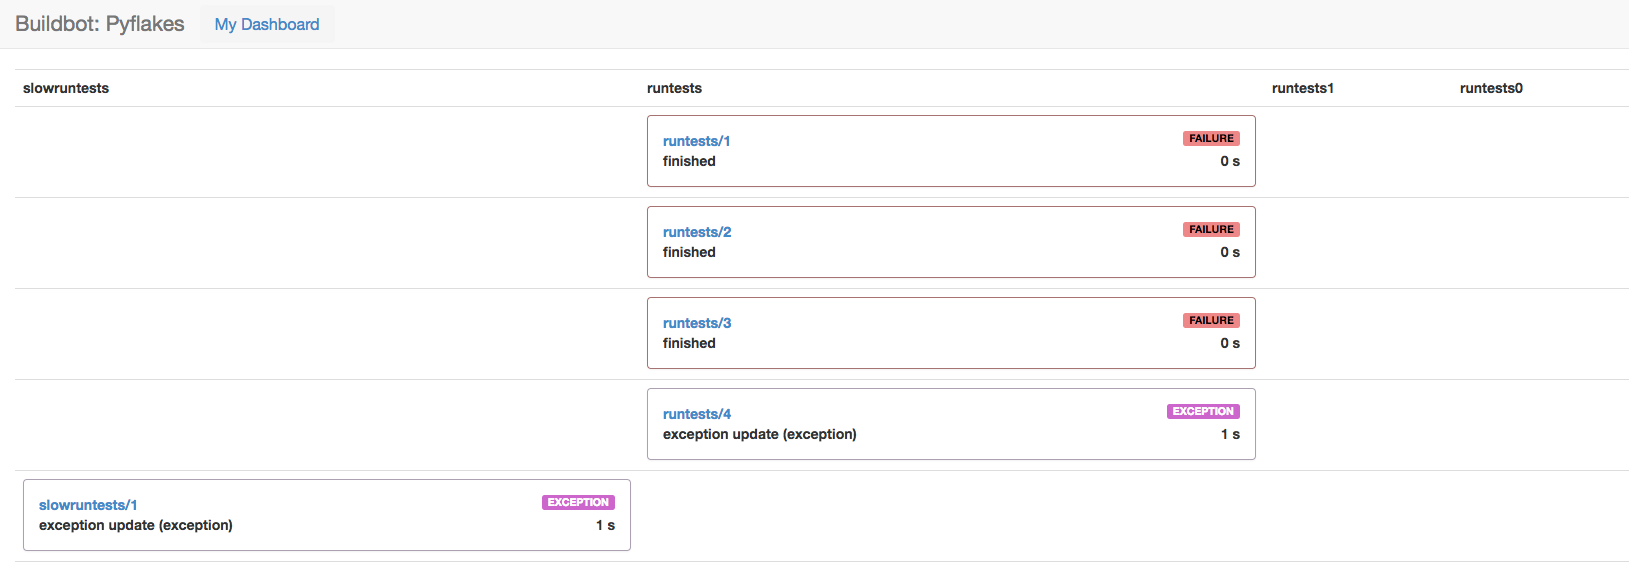 Buildbot: Pyflakes My Dashboard
slowruntests runtests runtests1 runtests0
runtests/1 FAILURE
finished 0 s
runtests/2 FAILURE
finished 0 s
runtests/3 FAILURE
finished 0 s
runtests/4 EXCEPTION
exception update (exception) 1 s
slowruntests/1 EXCEPTION
exception update (exception) 1 s